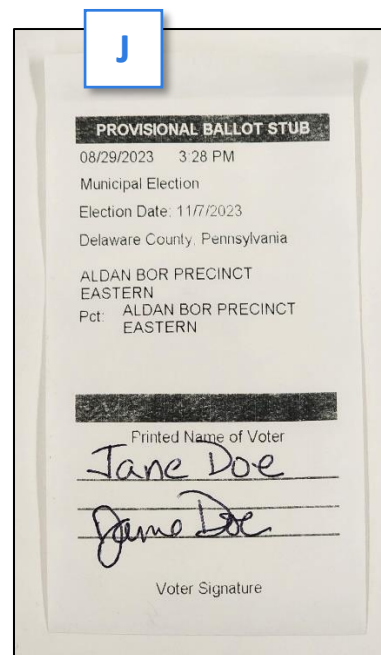 J
PROVISIONAL BALLOT STUB
08/29/2023 3:28 PM
Municipal Election
Election Date: 11/7/2023
Delaware County, Pennsylvania
ALDAN BOR PRECINCT
EASTERN
Pct: ALDAN BOR PRECINCT
EASTERN
Printed Name of Voter
Jane Doe
Jane Doe
Voter Signature